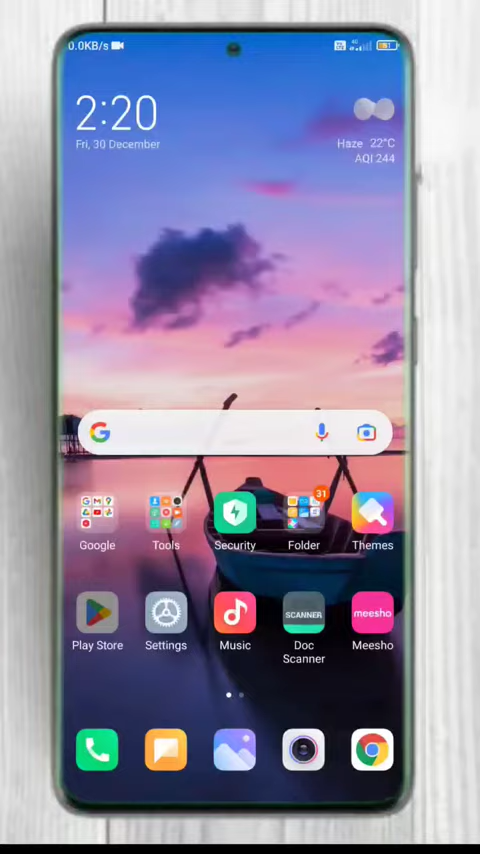 0.0KB/s
4G
2:20
Fri, 30 December
Haze 22°C
AQI 244
G
31
Google
Tools
Security
Folder
Themes
SCANNER
meesho
Play Store
Settings
Music
Doc
Scanner
Meesho